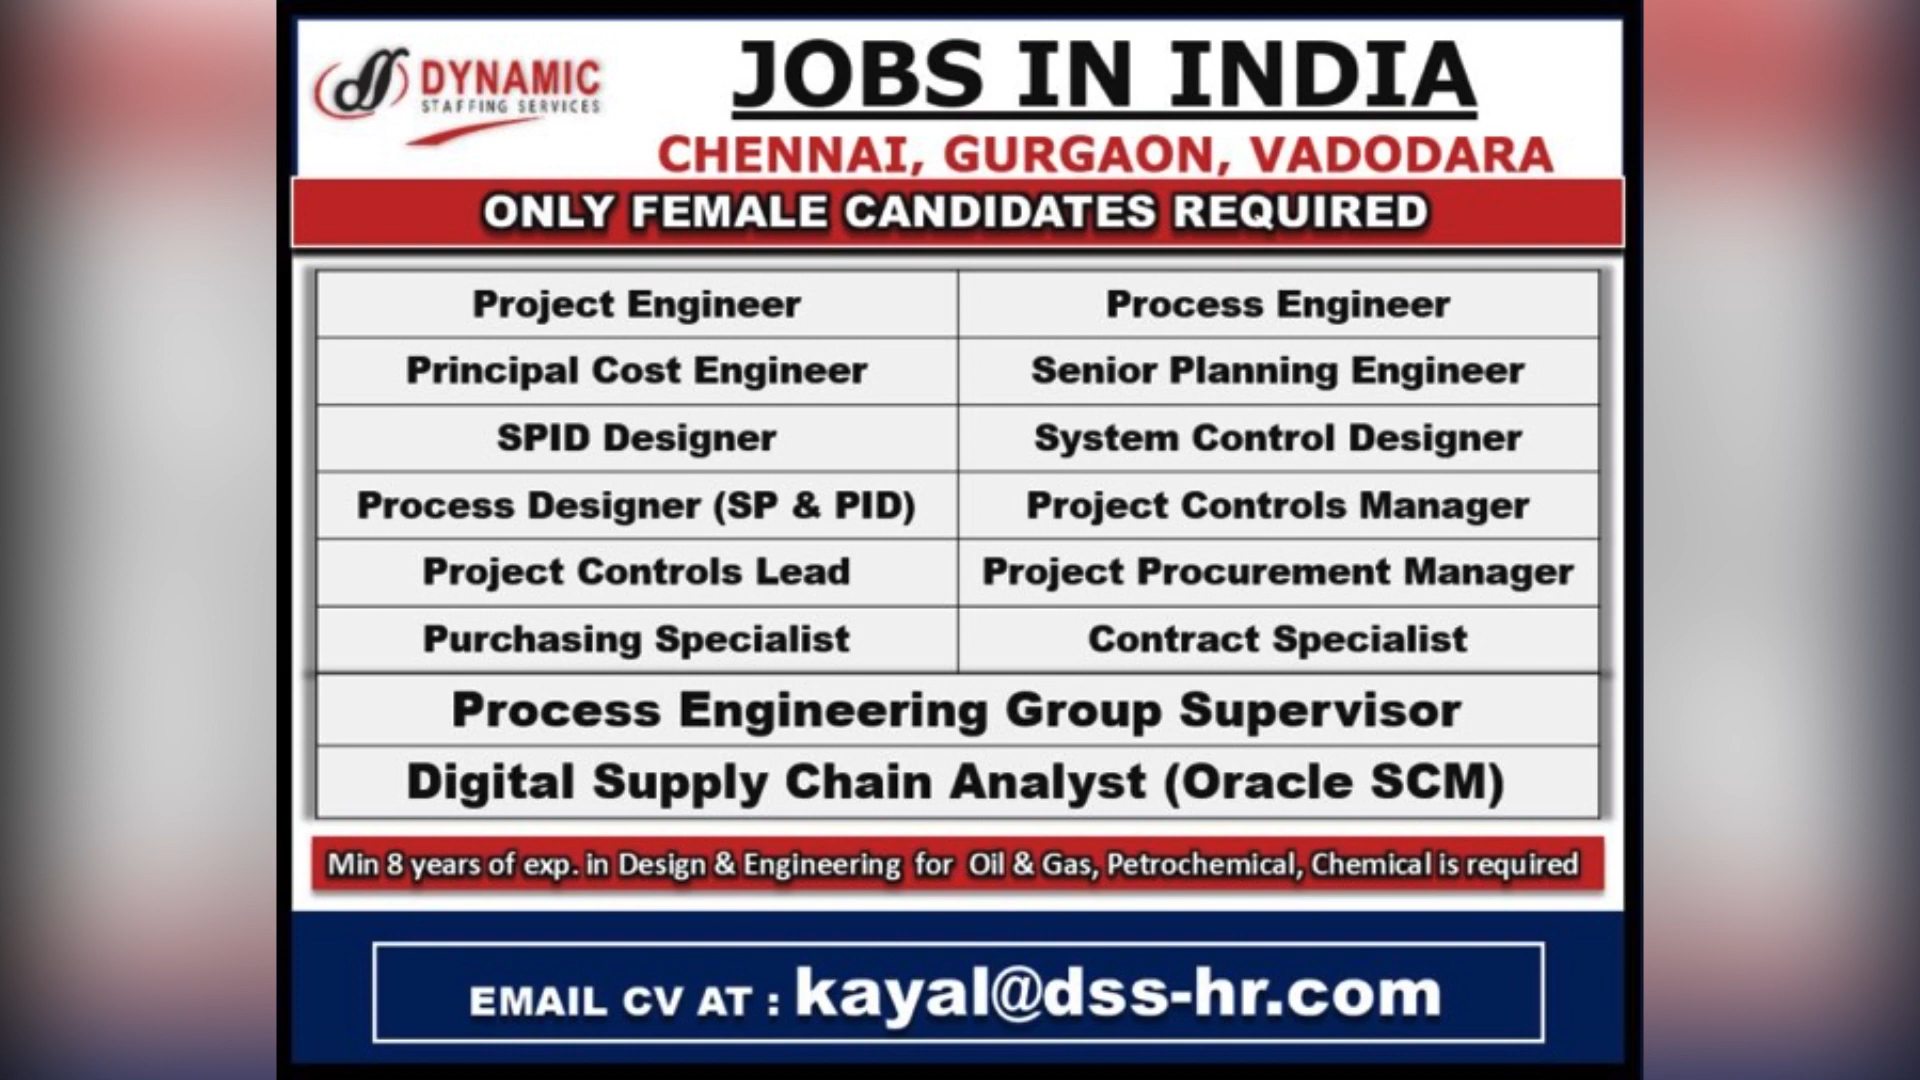 DYNAMIC
STAFFING SERVICES
JOBS IN INDIA
CHENNAI, GURGAON, VADODARA
ONLY FEMALE CANDIDATES REQUIRED
Project Engineer
Process Engineer
Principal Cost Engineer
Senior Planning Engineer
SPID Designer
System Control Designer
Process Designer (SP & PID)
Project Controls Manager
Project Controls Lead
Project Procurement Manager
Purchasing Specialist
Contract Specialist
Process Engineering Group Supervisor
Digital Supply Chain Analyst (Oracle SCM)
Min 8 years of exp. in Design & Engineering for Oil & Gas, Petrochemical, Chemical is required
EMAIL CV AT : kayal@dss-hr.com